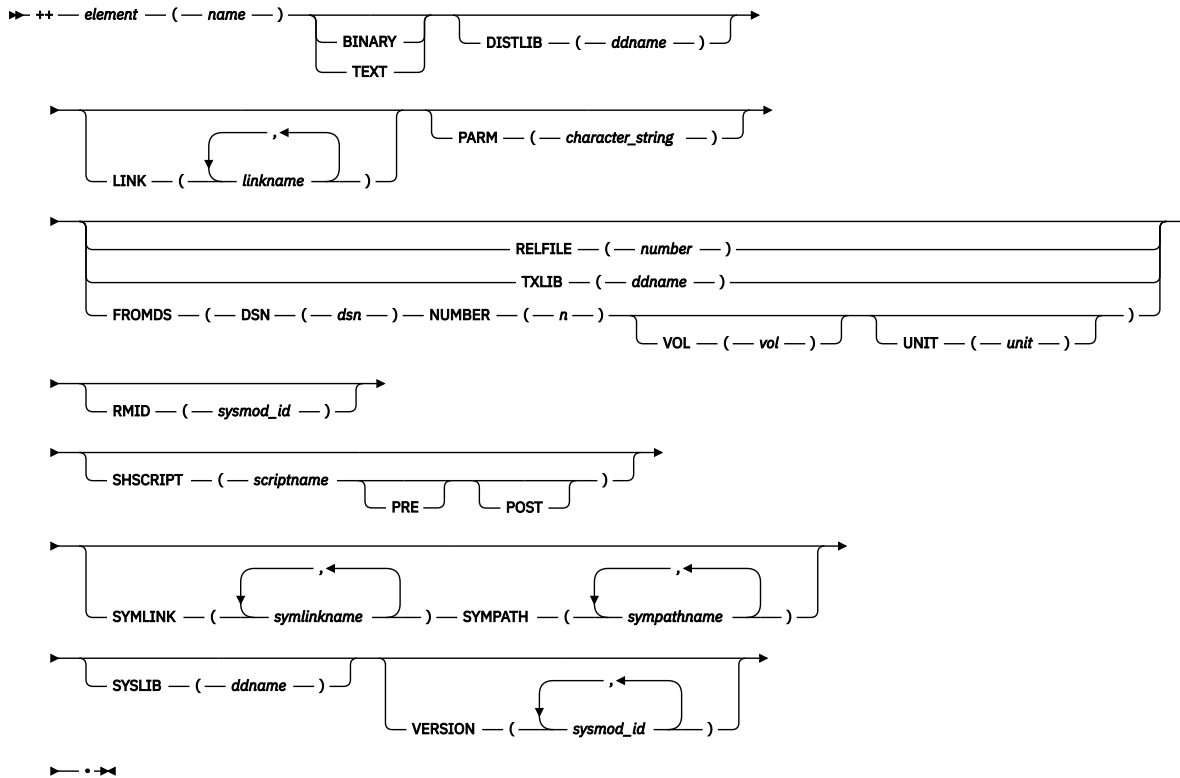 ++ element ( name )
BINARY
TEXT
DISTLIB ( ddname )
LINK ( linkname )
,
PARM ( character_string )
RELFILE ( number )
TXLIB ( ddname )
FROMDS ( DSN ( dsn ) NUMBER ( n ) )
VOL ( vol )
UNIT ( unit )
RMID ( sysmod_id )
SHSCRIPT ( scriptname )
PRE
POST
,
,
SYMLINK ( symlinkname ) SYMPATH ( sympathname )
SYSLIB ( ddname )
,
VERSION ( sysmod_id )
.